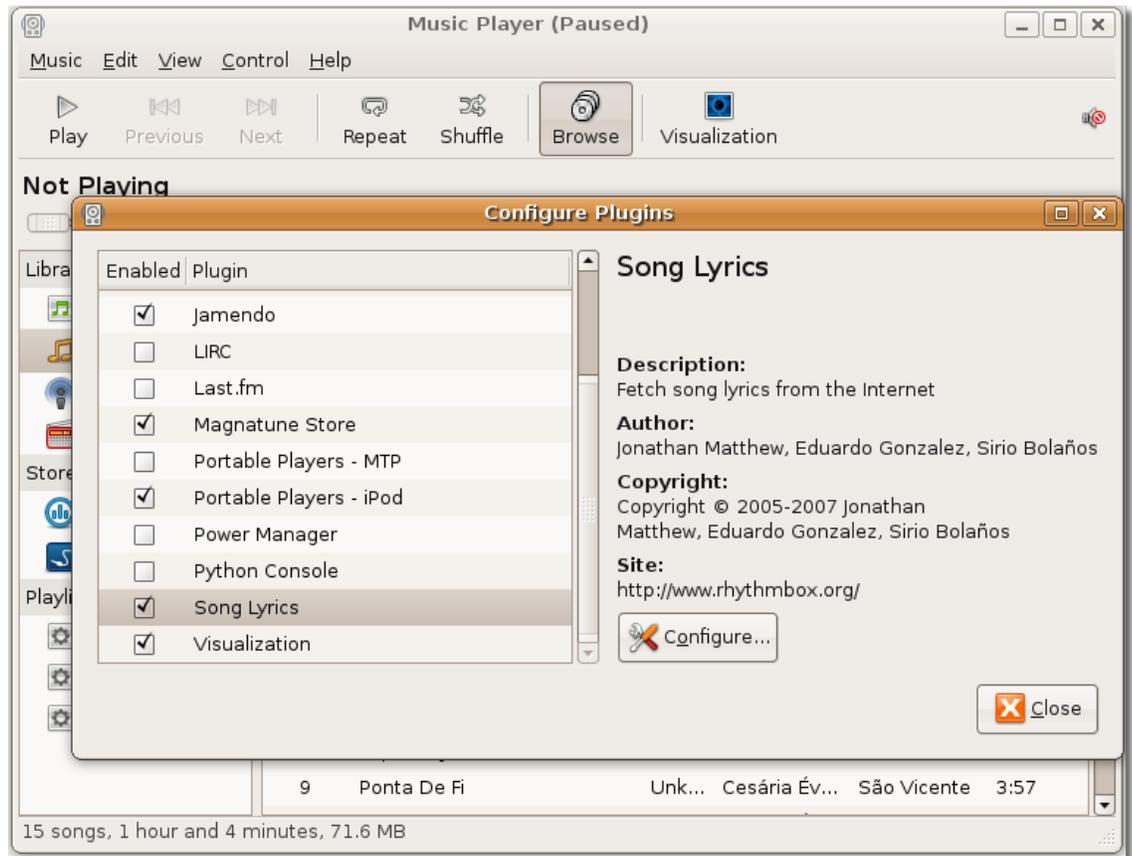 Music Player (Paused)
Music Edit View Control Help
Play Previous Next Repeat Shuffle Browse Visualization
Not Playing
Configure Plugins
Libra
Store
Playli
Enabled Plugin
Jamendo
LIRC
Last.fm
Magnatune Store
Portable Players - MTP
Portable Players - iPod
Power Manager
Python Console
Song Lyrics
Visualization
Song Lyrics
Description:
Fetch song lyrics from the Internet
Author:
Jonathan Matthew, Eduardo Gonzalez, Sirio Bolaños
Copyright:
Copyright © 2005-2007 Jonathan
Matthew, Eduardo Gonzalez, Sirio Bolaños
Site:
http://www.rhythmbox.org/
Configure...
Close
9 Ponta De Fi Unk... Cesária Év... São Vicente 3:57
15 songs, 1 hour and 4 minutes, 71.6 MB